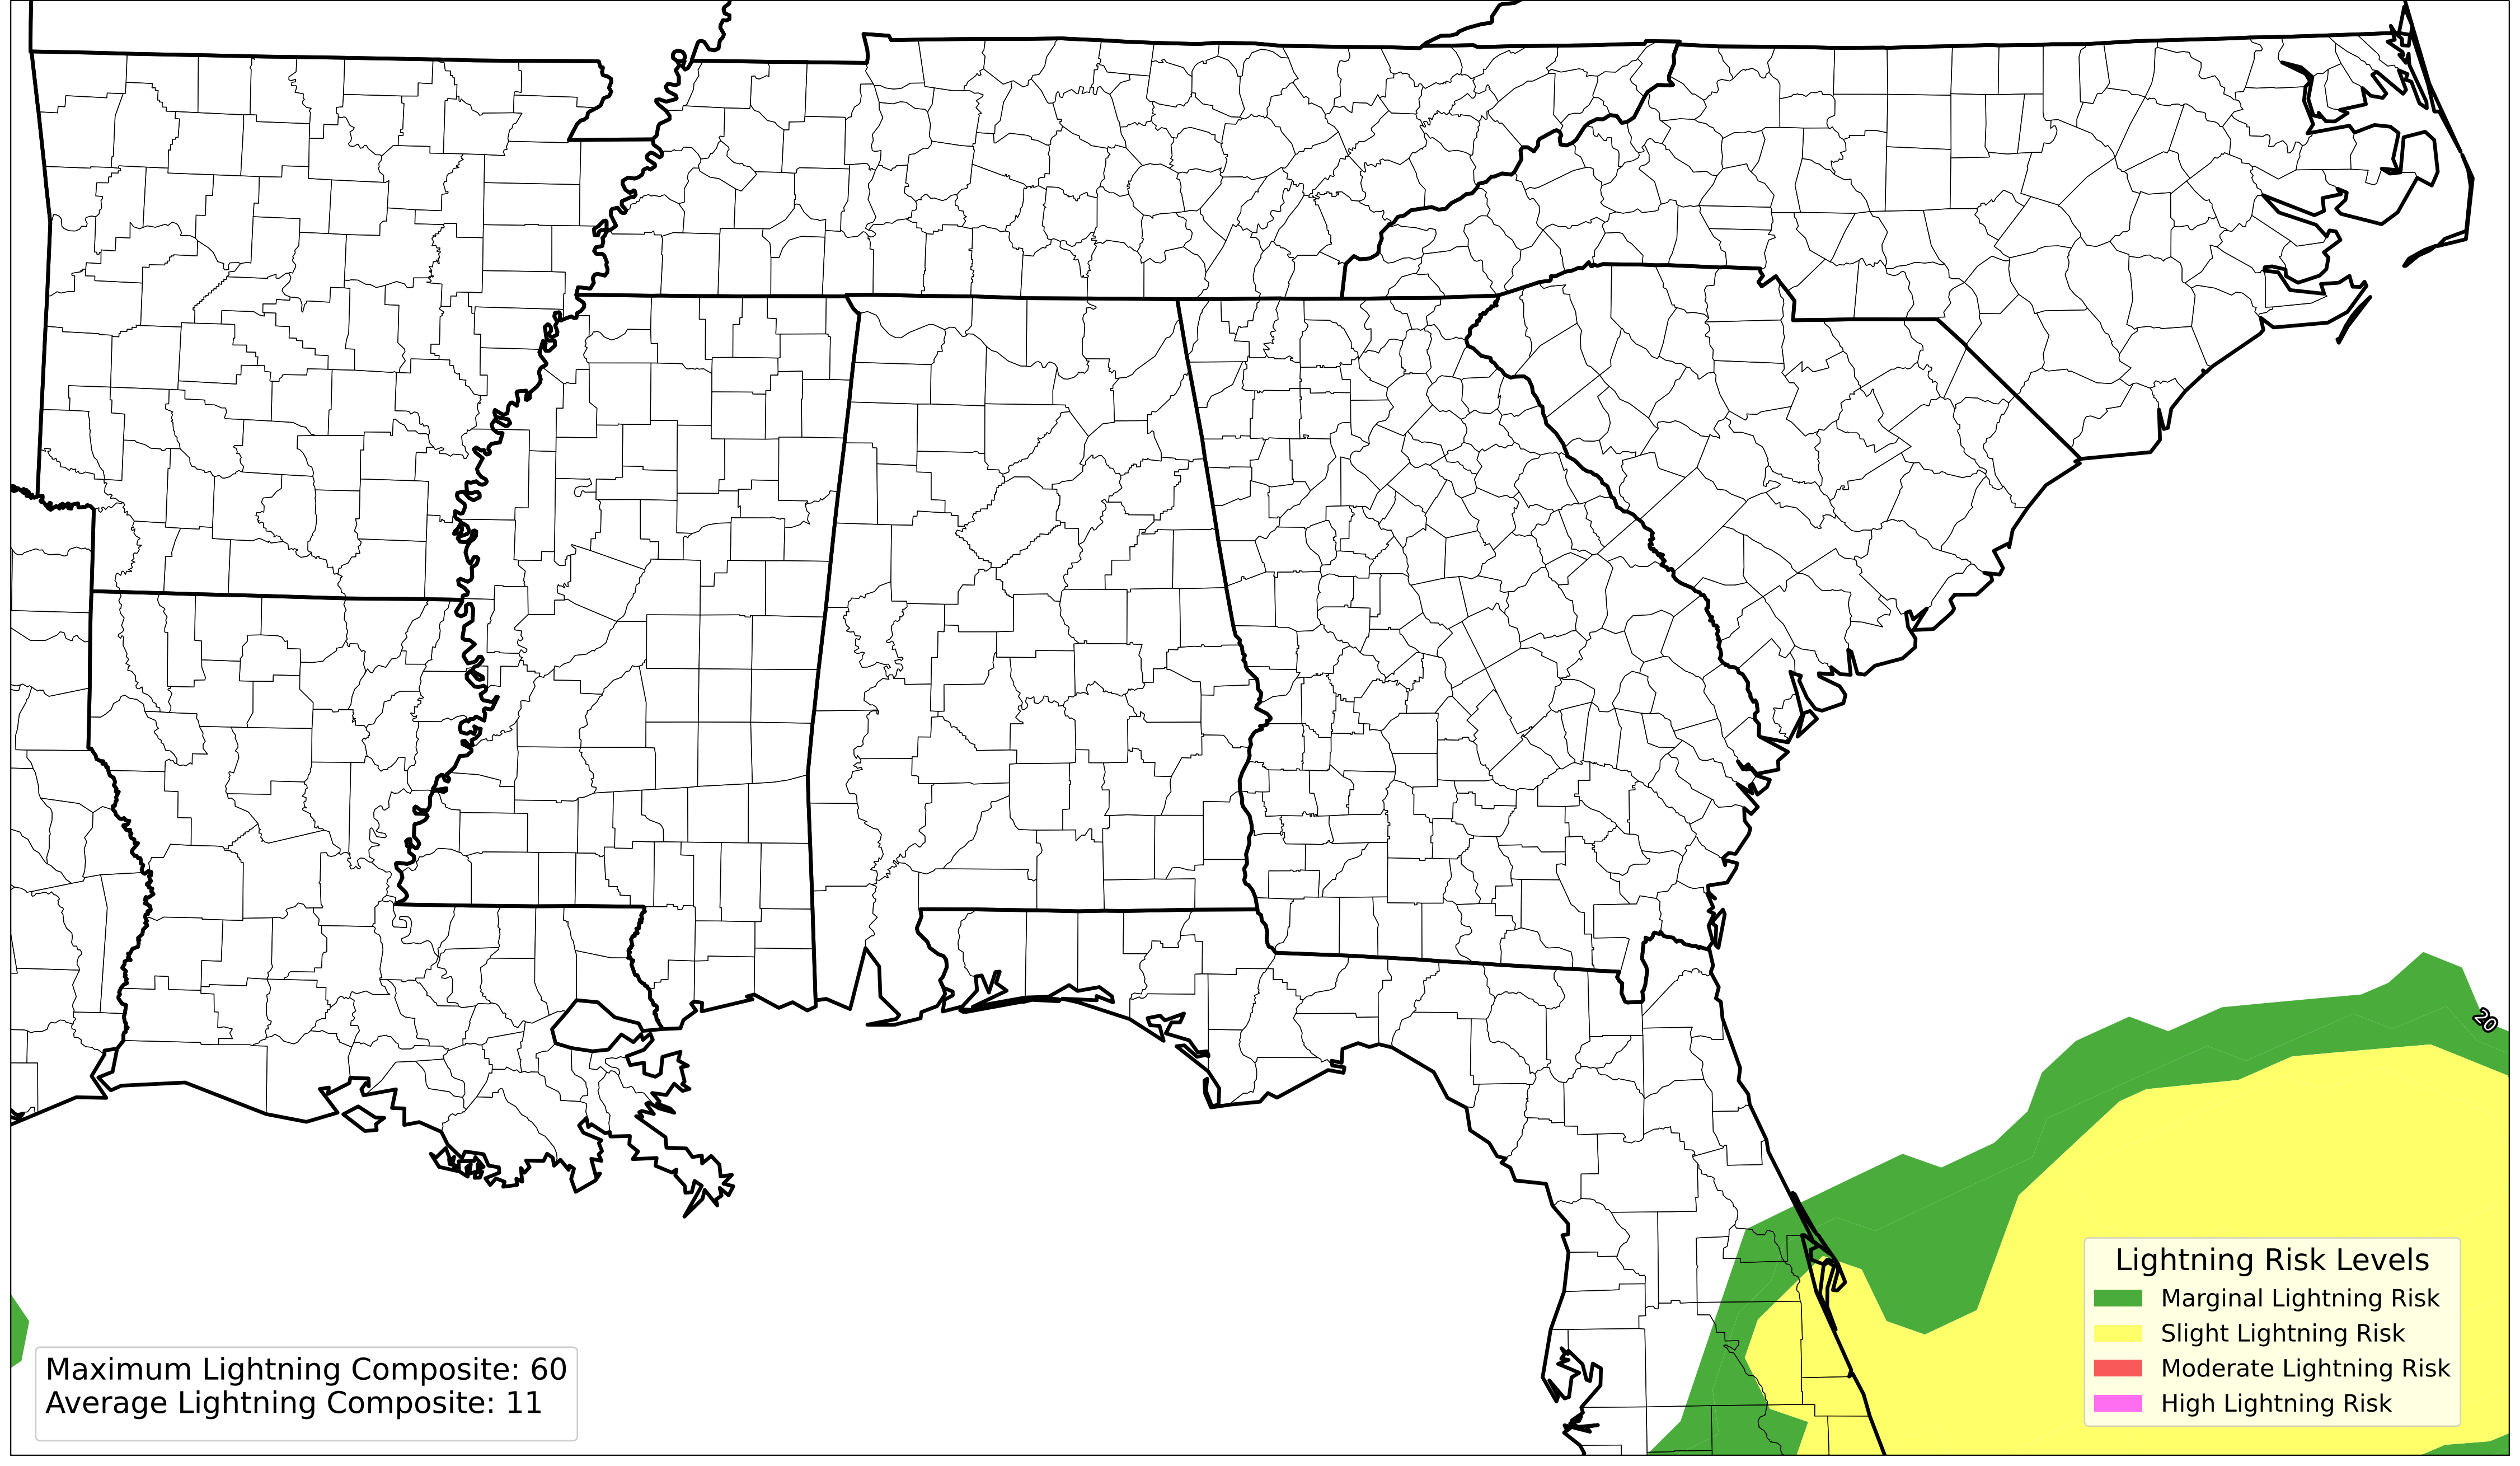 20
Lightning Risk Levels
Marginal Lightning Risk
Slight Lightning Risk
Moderate Lightning Risk
High Lightning Risk
Maximum Lightning Composite: 60
Average Lightning Composite: 11